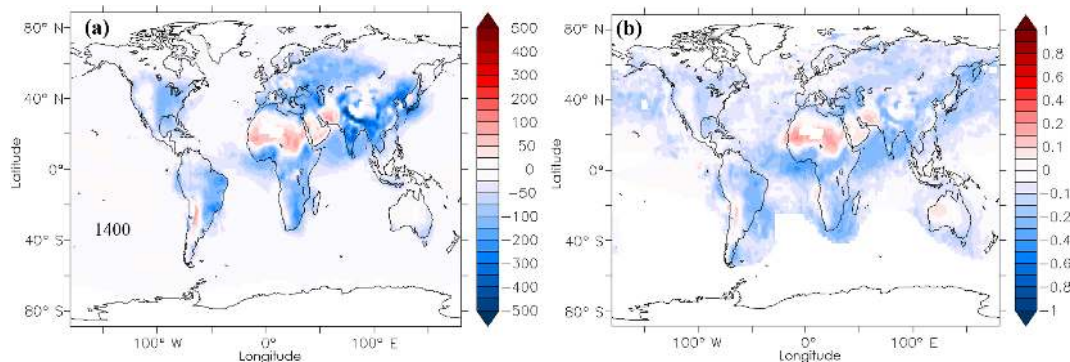 (a)
80° N
40° N
0°
40° S
80° S
Latitude
1400
100° W
0°
100° E
Longitude
500
400
300
200
100
50
0
−50
−100
−200
−300
−400
−500
(b)
80° N
40° N
0°
40° S
80° S
Latitude
100° W
0°
100° E
Longitude
1
0.8
0.6
0.4
0.2
0.1
0
−0.1
−0.2
−0.4
−0.6
−0.8
−1